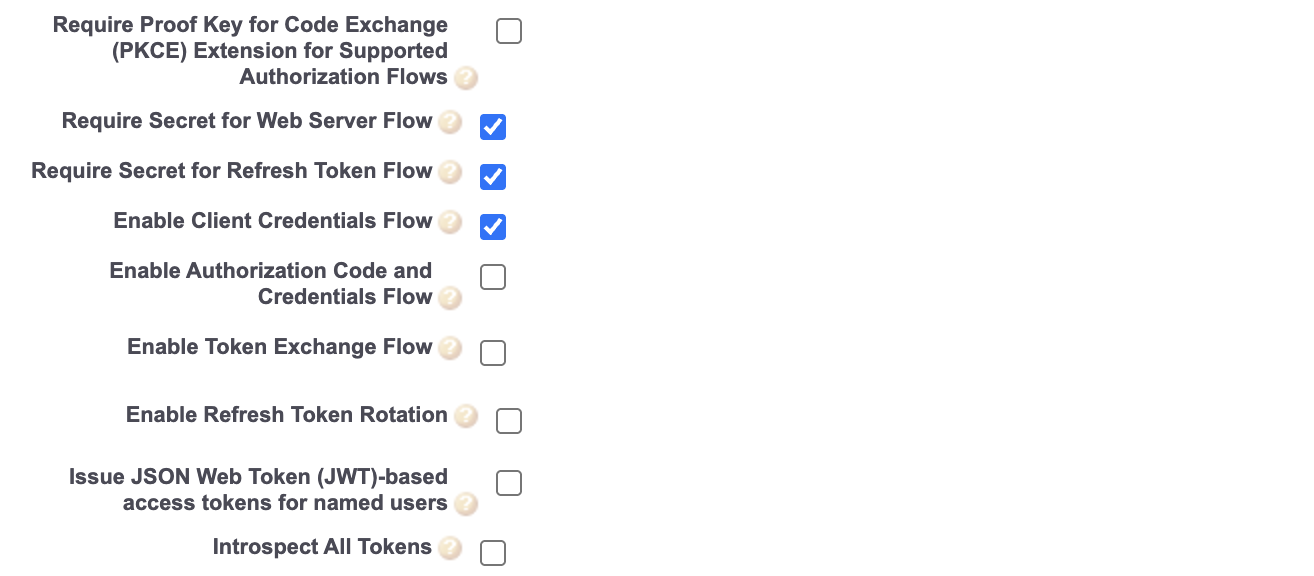 Require Proof Key for Code Exchange
(PKCE) Extension for Supported
Authorization Flows ?
Require Secret for Web Server Flow ?
Require Secret for Refresh Token Flow ?
Enable Client Credentials Flow ?
Enable Authorization Code and
Credentials Flow ?
Enable Token Exchange Flow ?
Enable Refresh Token Rotation ?
Issue JSON Web Token (JWT)-based
access tokens for named users ?
Introspect All Tokens ?